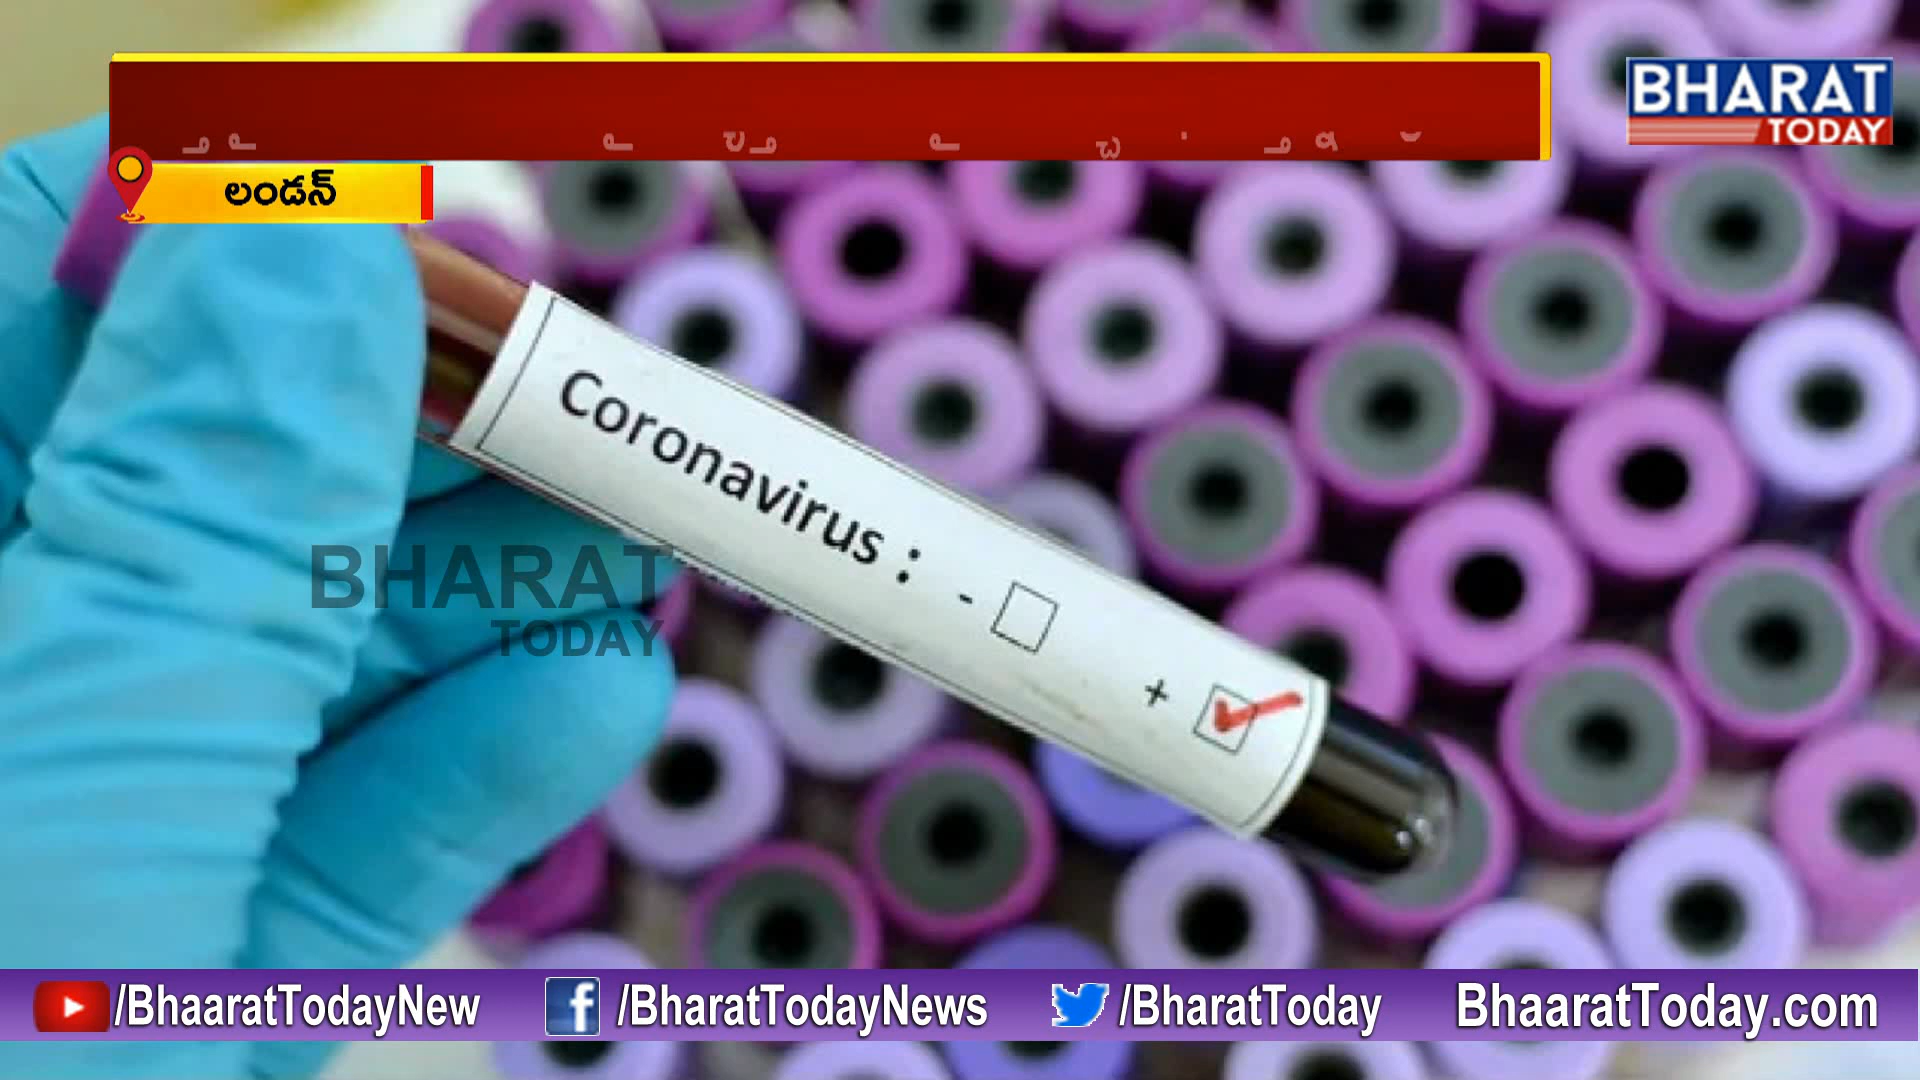 BHARAT
TODAY
లండన్
Coronavirus : - +
BHARAT
TODAY
/BhaaratTodayNew /BharatTodayNews /BharatToday BhaaratToday.com